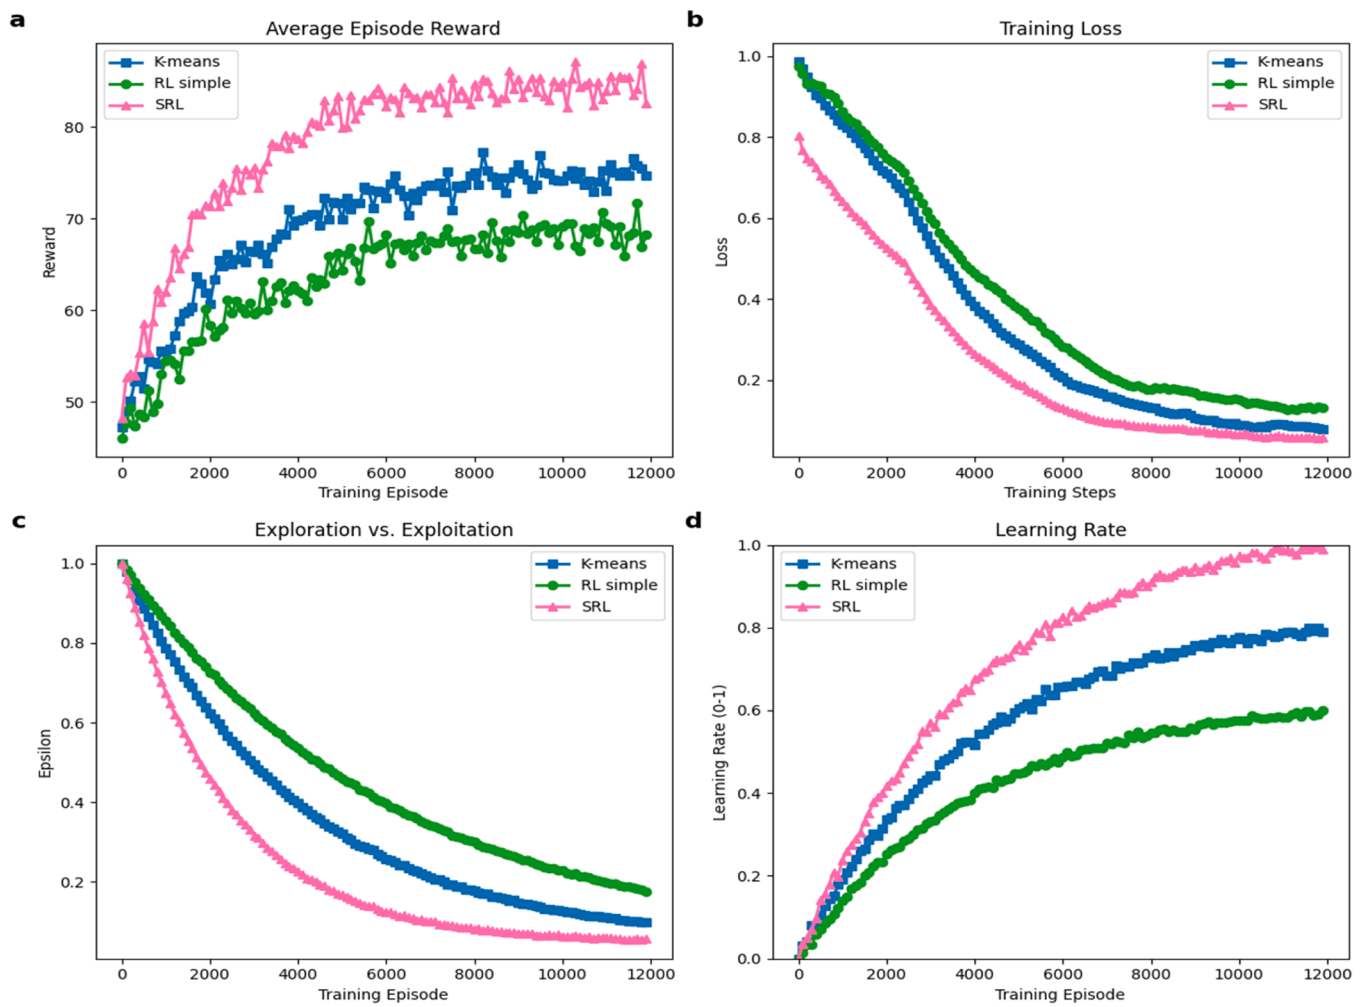 a
Average Episode Reward
K-means
RL simple
SRL
80
70
60
50
Reward
0 2000 4000 6000 8000 10000 12000
Training Episode
b
Training Loss
K-means
RL simple
SRL
1.0
0.8
0.6
0.4
0.2
Loss
0 2000 4000 6000 8000 10000 12000
Training Steps
c
Exploration vs. Exploitation
K-means
RL simple
SRL
1.0
0.8
0.6
0.4
0.2
Epsilon
0 2000 4000 6000 8000 10000 12000
Training Episode
d
Learning Rate
K-means
RL simple
SRL
1.0
0.8
0.6
0.4
0.2
0.0
Learning Rate (0-1)
0 2000 4000 6000 8000 10000 12000
Training Episode